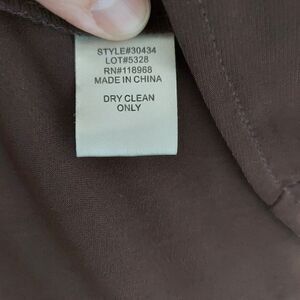 STYLE#30434
LOT#5328
RN#118968
MADE IN CHINA
DRY CLEAN
ONLY